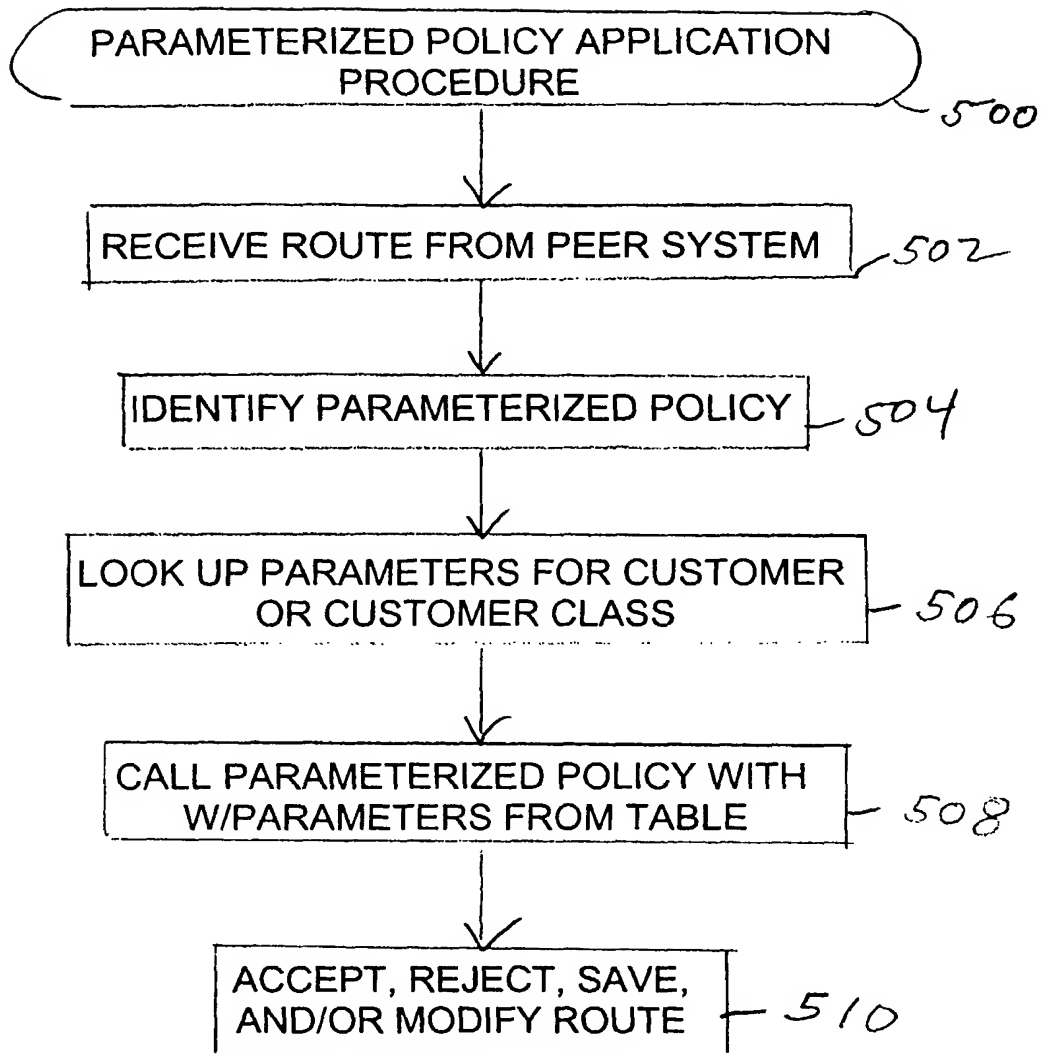 PARAMETERIZED POLICY APPLICATION
PROCEDURE
500
RECEIVE ROUTE FROM PEER SYSTEM
502
IDENTIFY PARAMETERIZED POLICY
504
LOOK UP PARAMETERS FOR CUSTOMER
OR CUSTOMER CLASS
506
CALL PARAMETERIZED POLICY WITH
W/PARAMETERS FROM TABLE
508
ACCEPT, REJECT, SAVE,
AND/OR MODIFY ROUTE
510